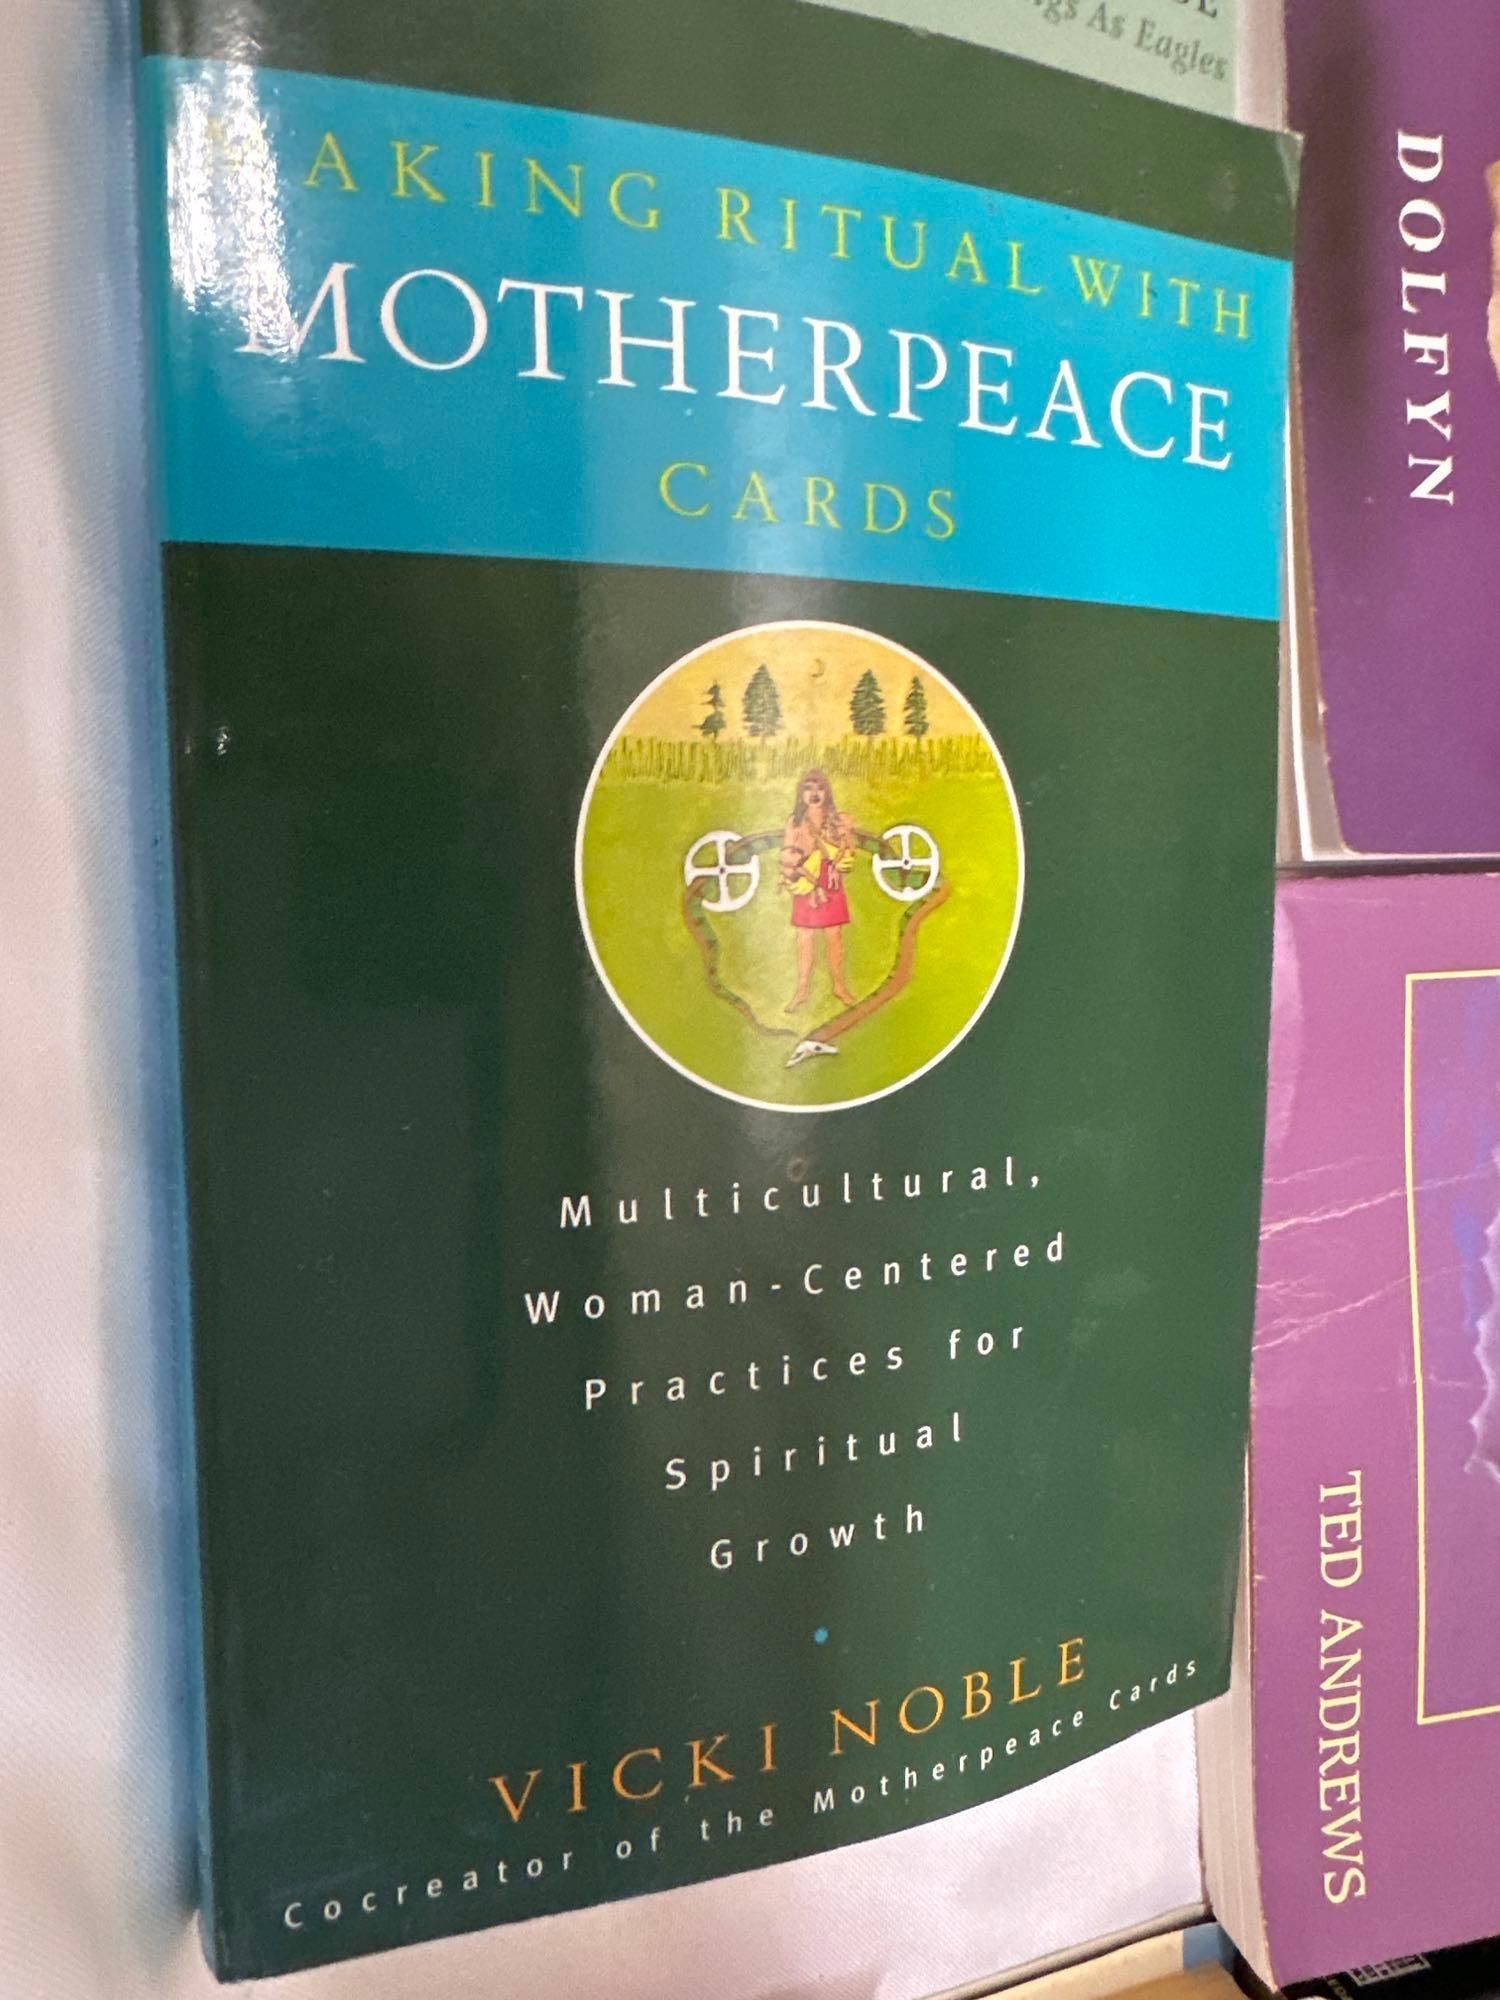 As Eagles
MAKING RITUAL WITH
MOTHERPEACE
CARDS
Multicultural,
Woman-Centered
Practices for
Spiritual
Growth
VICKI NOBLE
Cocreator of the Motherpeace Cards
DOLFYN
TED ANDREWS